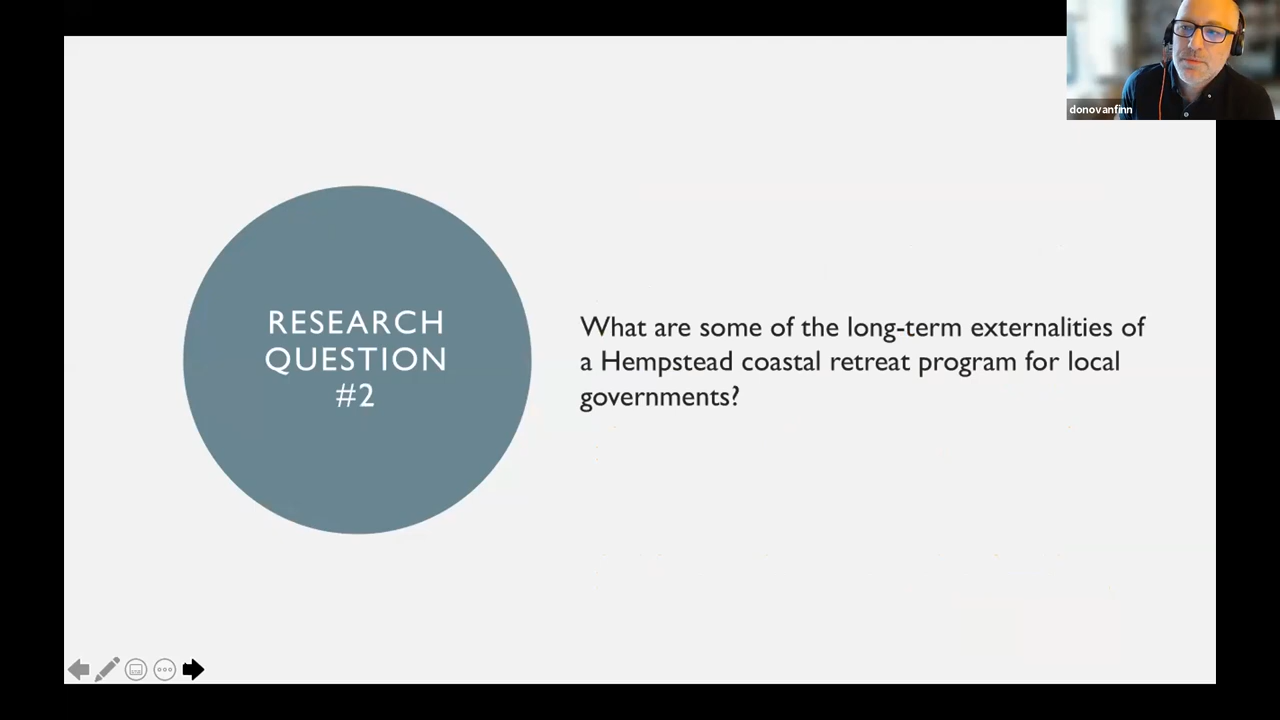 donovanfinn
RESEARCH
QUESTION
#2
What are some of the long-term externalities of
a Hempstead coastal retreat program for local
governments?